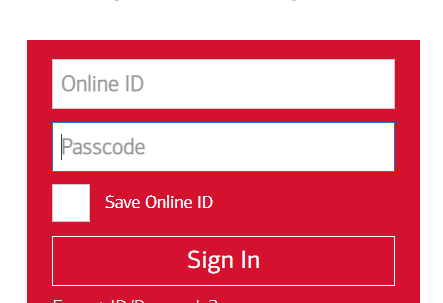 Online ID
Passcode
Save Online ID
Sign In